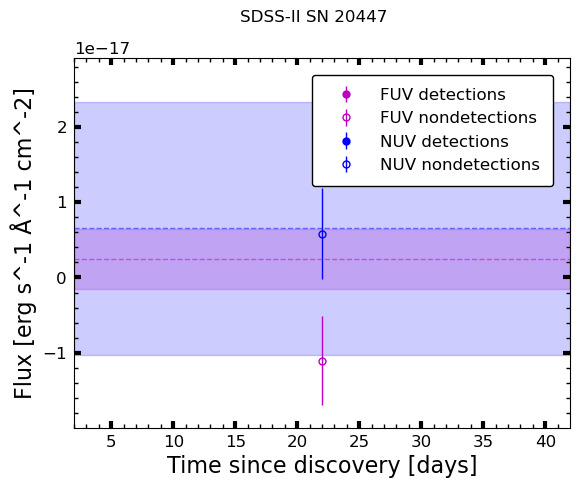 SDSS-II SN 20447
1e−17
FUV detections
FUV nondetections
NUV detections
NUV nondetections
2
1
0
−1
Flux [erg s^-1 Å^-1 cm^-2]
5 10 15 20 25 30 35 40
Time since discovery [days]